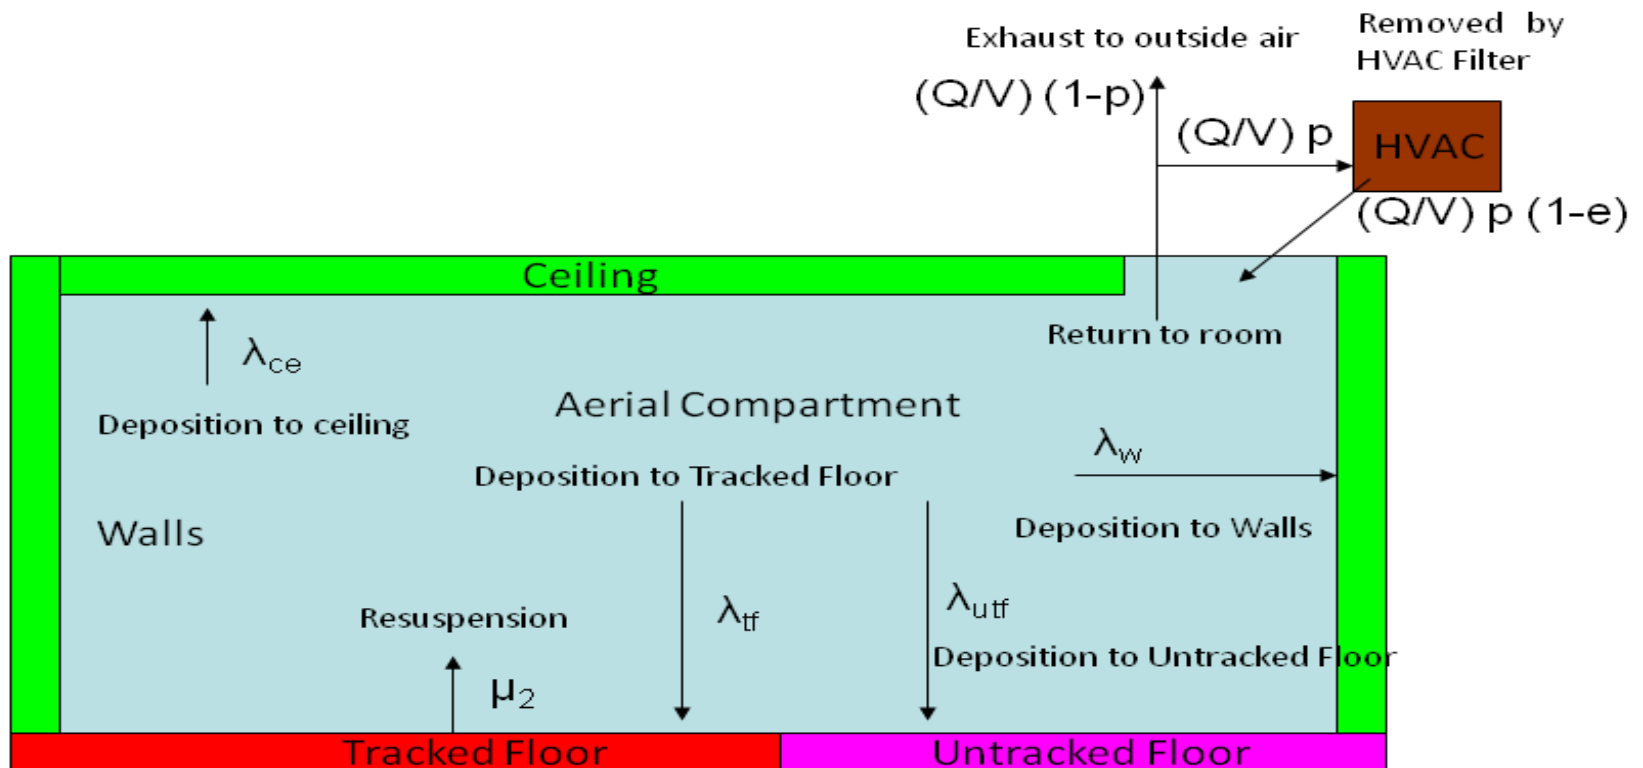 Exhaust to outside air
Removed by
HVAC Filter
(Q/V) (1-p)
(Q/V) p
HVAC
(Q/V) p (1-e)
Ceiling
Return to room
λce
Deposition to ceiling
Aerial Compartment
λw
Deposition to Tracked Floor
Deposition to Walls
Walls
Resuspension
λtf
λutf
Deposition to Untracked Floor
μ2
Tracked Floor
Untracked Floor